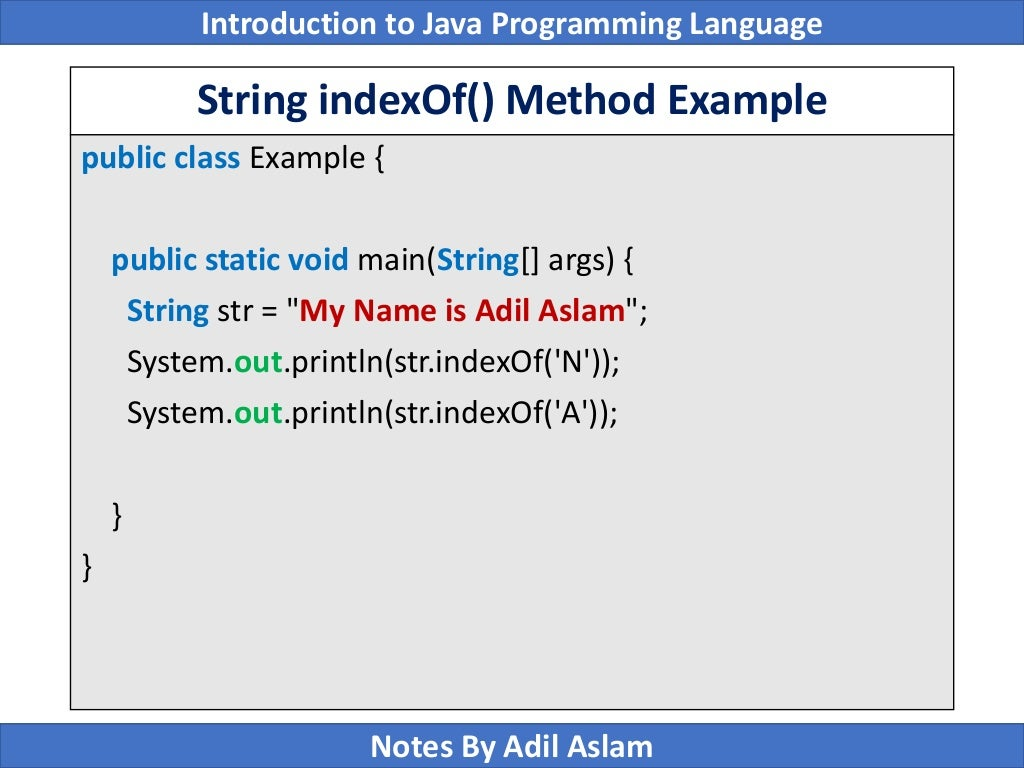 Introduction to Java Programming Language
String indexOf() Method Example
public class Example {
public static void main(String[] args) {
String str = "My Name is Adil Aslam";
System.out.println(str.indexOf('N'));
System.out.println(str.indexOf('A'));
}
}
Notes By Adil Aslam